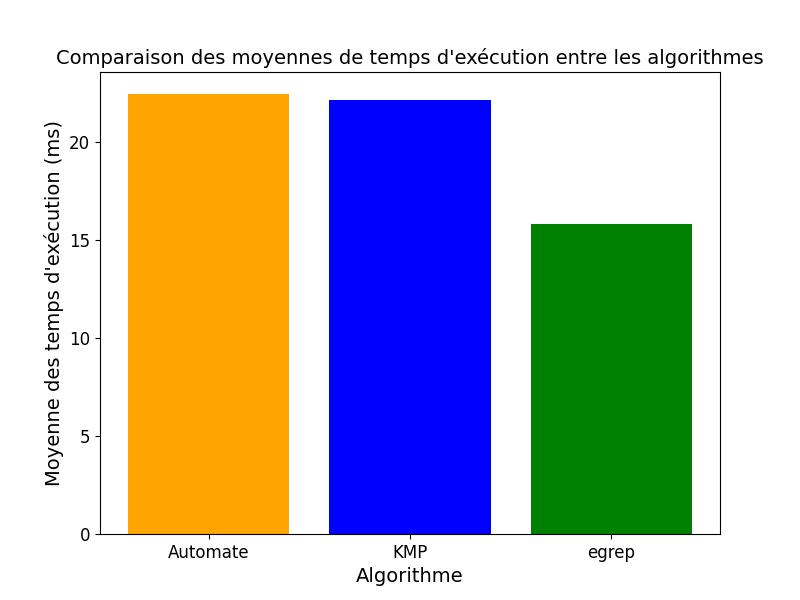 Comparaison des moyennes de temps d'exécution entre les algorithmes
Moyenne des temps d'exécution (ms)
20
15
10
5
0
Automate KMP egrep
Algorithme